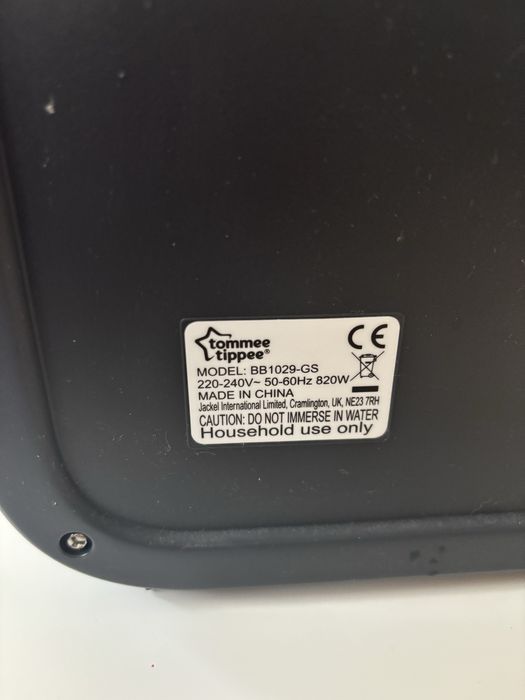 tommee
tippee®
CE
MODEL: BB1029-GS
220-240V~ 50-60Hz 820W
MADE IN CHINA
Jackel International Limited, Cramlington, UK, NE23 7RH
CAUTION: DO NOT IMMERSE IN WATER
Household use only